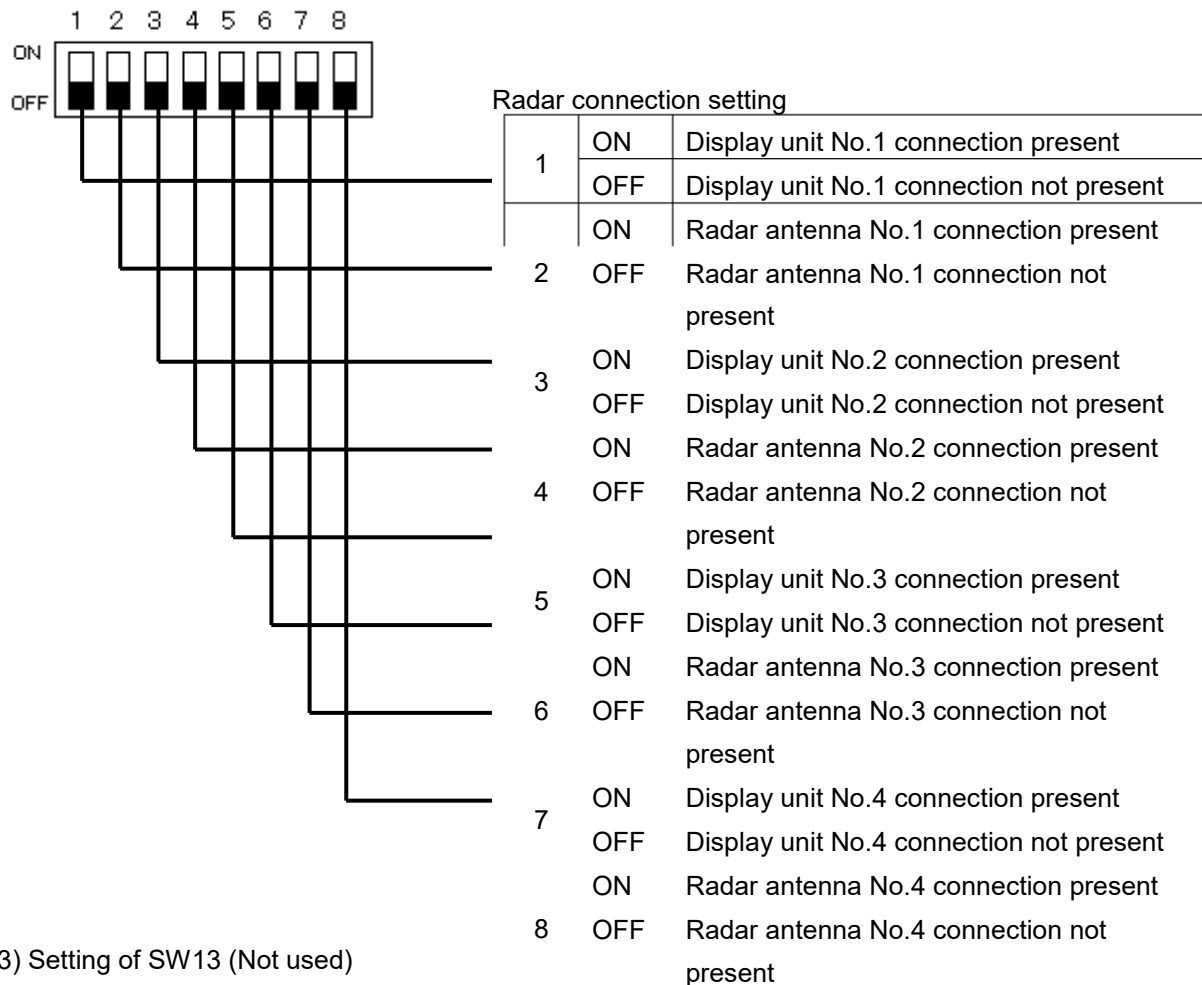 1 2 3 4 5 6 7 8
ON
OFF
Radar connection setting
1 ON Display unit No.1 connection present
OFF Display unit No.1 connection not present
ON Radar antenna No.1 connection present
2 OFF Radar antenna No.1 connection not
present
3 ON Display unit No.2 connection present
OFF Display unit No.2 connection not present
ON Radar antenna No.2 connection present
4 OFF Radar antenna No.2 connection not
present
5 ON Display unit No.3 connection present
OFF Display unit No.3 connection not present
ON Radar antenna No.3 connection present
6 OFF Radar antenna No.3 connection not
present
7 ON Display unit No.4 connection present
OFF Display unit No.4 connection not present
ON Radar antenna No.4 connection present
8 OFF Radar antenna No.4 connection not
present
3) Setting of SW13 (Not used)